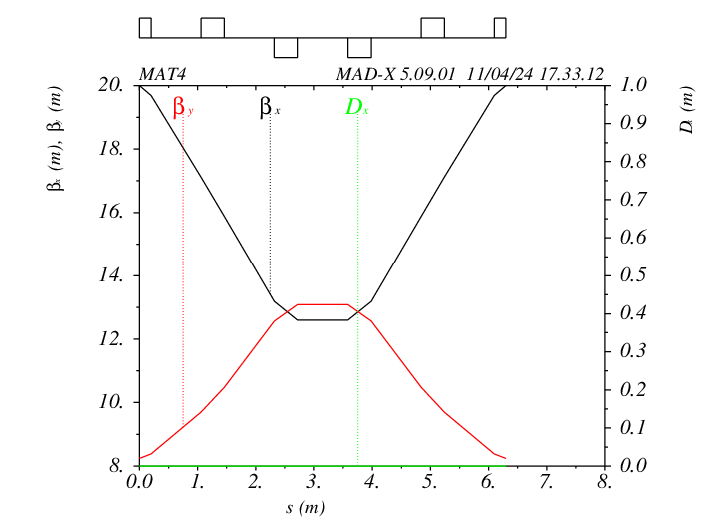 MAT4 MAD-X 5.09.01 11/04/24 17.33.12
20. 1.0
βy βx Dx
0.9
18. 0.8
0.7
16. 0.6
14. 0.5
0.4
12. 0.3
10. 0.2
0.1
8. 0.0
0.0 1. 2. 3. 4. 5. 6. 7. 8.
s (m)
βx (m), βy (m)
Dx (m)